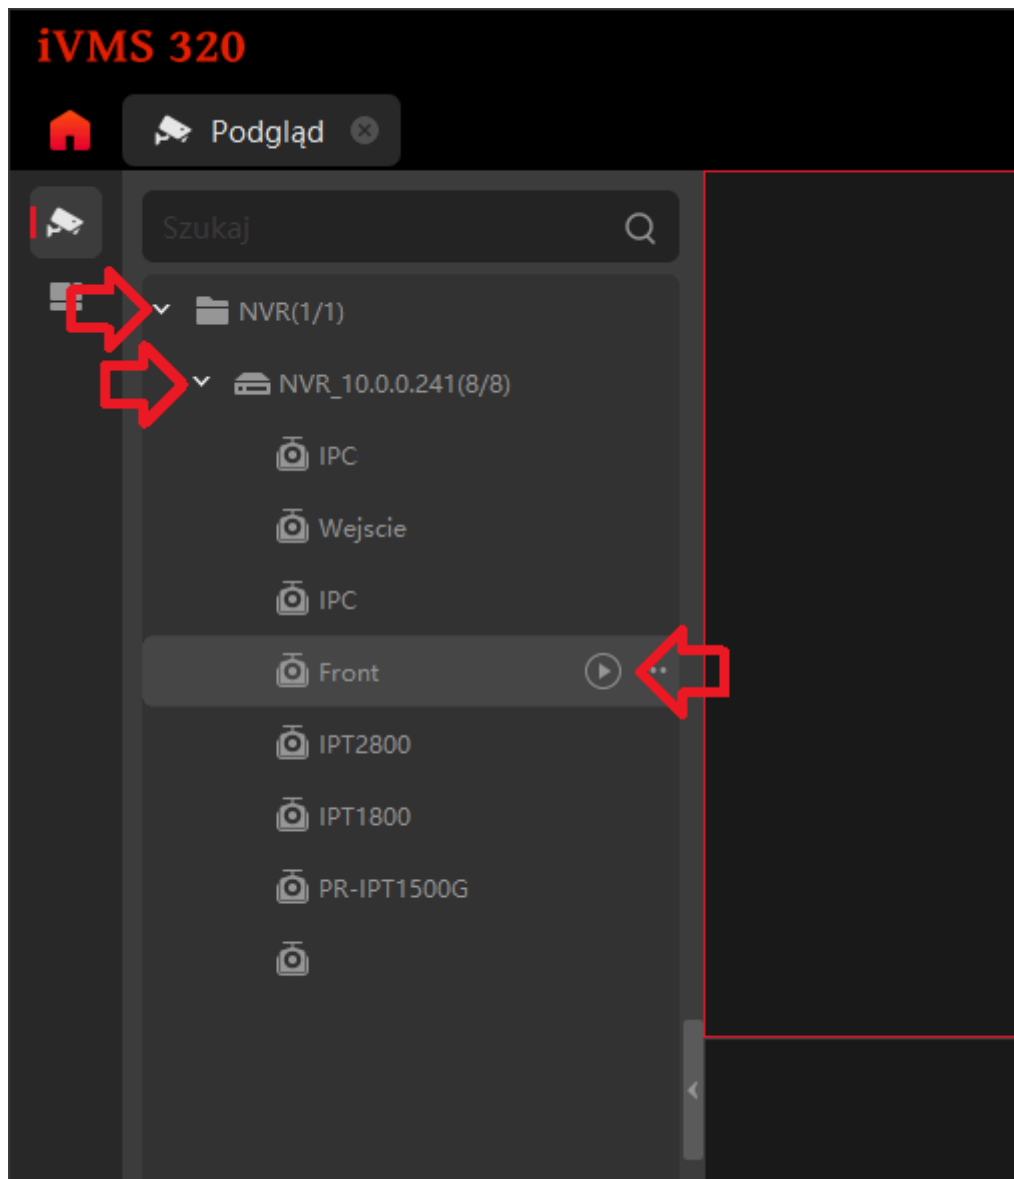 iVMS 320
Podgląd
Szukaj
NVR(1/1)
NVR_10.0.0.241(8/8)
IPC
Wejscie
IPC
Front
IPT2800
IPT1800
PR-IPT1500G